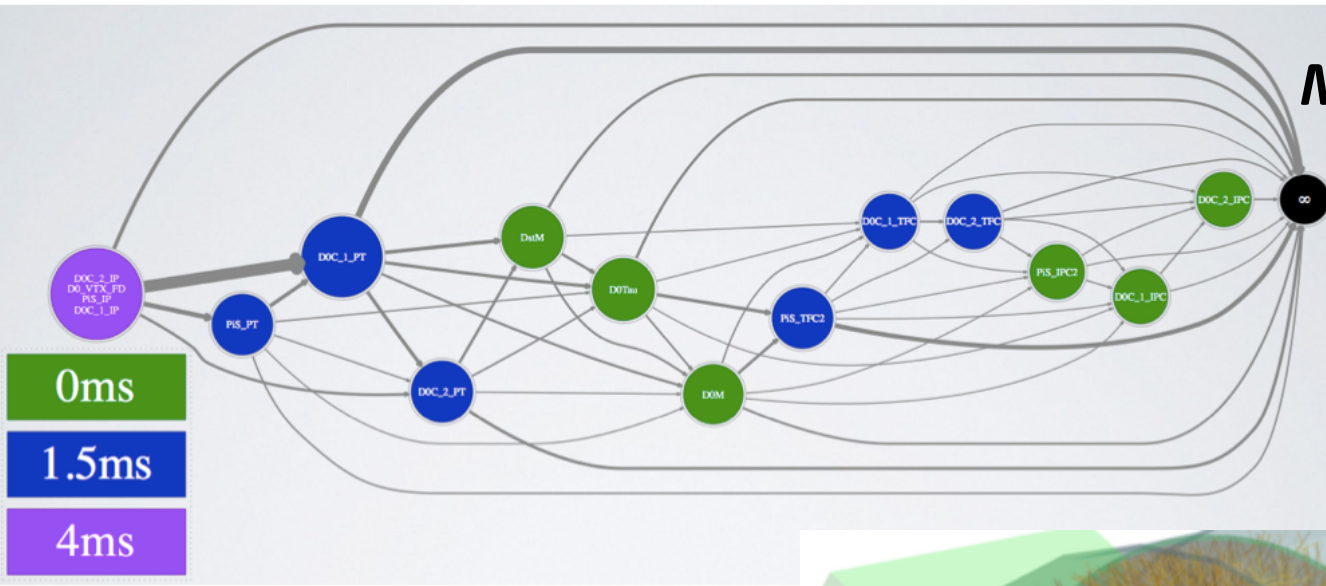 D0C_2_IP
D0_VTX_FD
PiS_IP
D0C_1_IP
PiS_PT
D0C_1_PT
D0C_2_PT
DstM
D0Tau
D0M
PiS_TFC2
D0C_1_TFC
D0C_2_TFC
PiS_IPC2
D0C_1_IPC
D0C_2_IPC
∞
0ms
1.5ms
4ms